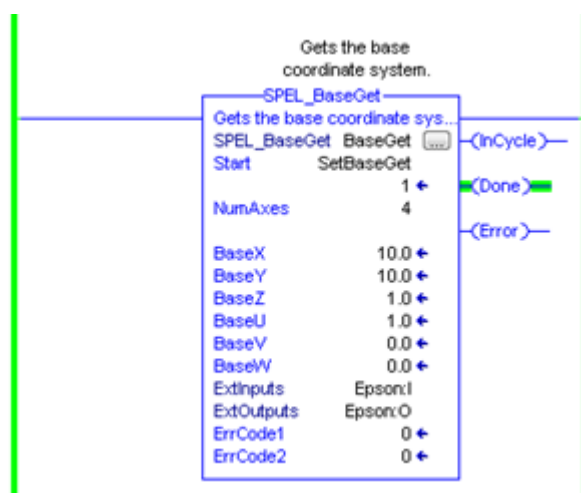 Gets the base
coordinate system.
SPEL_BaseGet
Gets the base coordinate sys...
SPEL_BaseGet BaseGet ...
(InCycle)
Start SetBaseGet
1
(Done)
NumAxes 4
(Error)
BaseX 10.0
BaseY 10.0
BaseZ 1.0
BaseU 1.0
BaseV 0.0
BaseW 0.0
ExtInputs Epson:I
ExtOutputs Epson:O
ErrCode1 0
ErrCode2 0